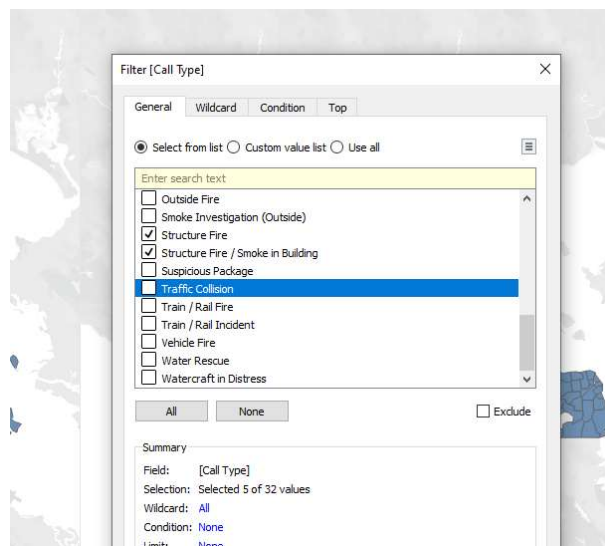 Filter [Call Type]
General Wildcard Condition Top
Select from list Custom value list Use all
Enter search text
Outside Fire
Smoke Investigation (Outside)
Structure Fire
Structure Fire / Smoke in Building
Suspicious Package
Traffic Collision
Train / Rail Fire
Train / Rail Incident
Vehicle Fire
Water Rescue
Watercraft in Distress
All None Exclude
Summary
Field: [Call Type]
Selection: Selected 5 of 32 values
Wildcard: All
Condition: None
Limit: None